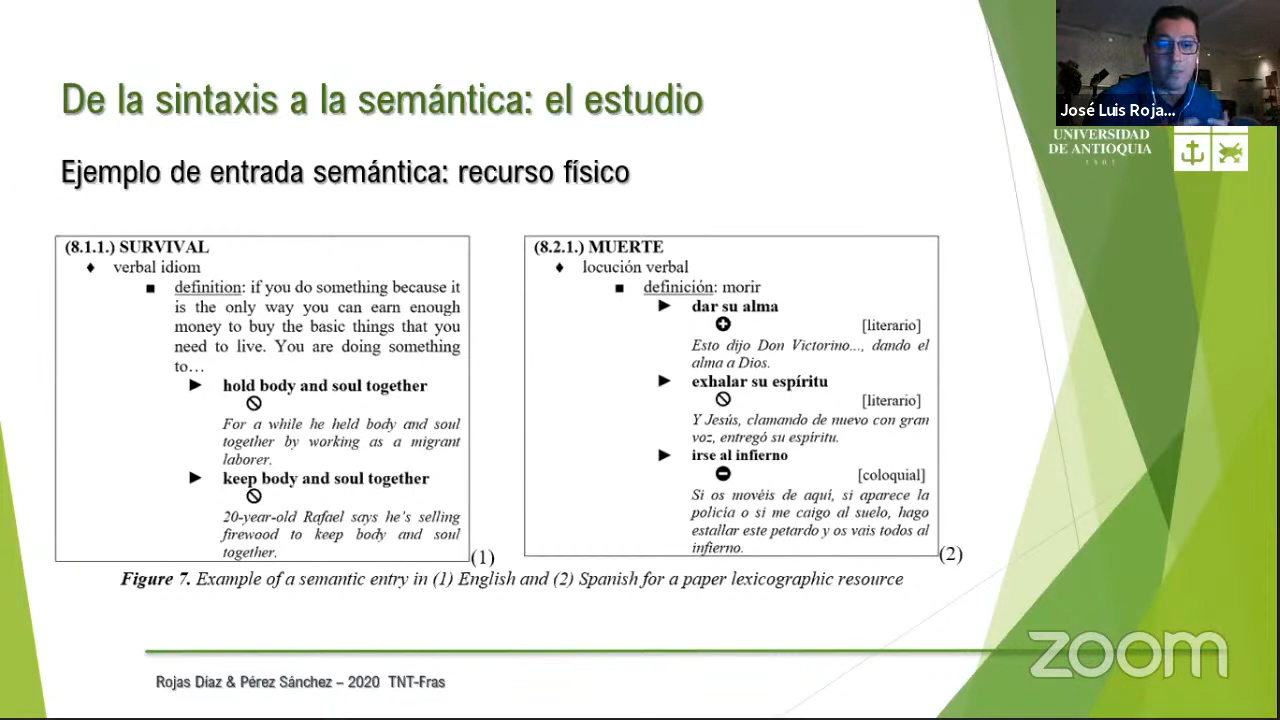 De la sintaxis a la semántica: el estudio
José Luis Roja...
UNIVERSIDAD
DE ANTIOQUIA
1803
Ejemplo de entrada semántica: recurso físico
(8.1.1.) SURVIVAL
verbal idiom
definition: if you do something because it
is the only way you can earn enough
money to buy the basic things that you
need to live. You are doing something
to…
hold body and soul together
For a while he held body and soul
together by working as a migrant
laborer.
keep body and soul together
20-year-old Rafael says he's selling
firewood to keep body and soul
together.
(1)
(8.2.1.) MUERTE
locución verbal
definición: morir
dar su alma
[literario]
Esto dijo Don Victorino..., dando el
alma a Dios.
exhalar su espíritu
[literario]
Y Jesús, clamando de nuevo con gran
voz, entregó su espíritu.
irse al infierno
[coloquial]
Si os movéis de aquí, si aparece la
policía o si me caigo al suelo, hago
estallar este petardo y os vais todos al
infierno.
(2)
Figure 7. Example of a semantic entry in (1) English and (2) Spanish for a paper lexicographic resource
zoom
Rojas Díaz & Pérez Sánchez – 2020 TNT-Fras